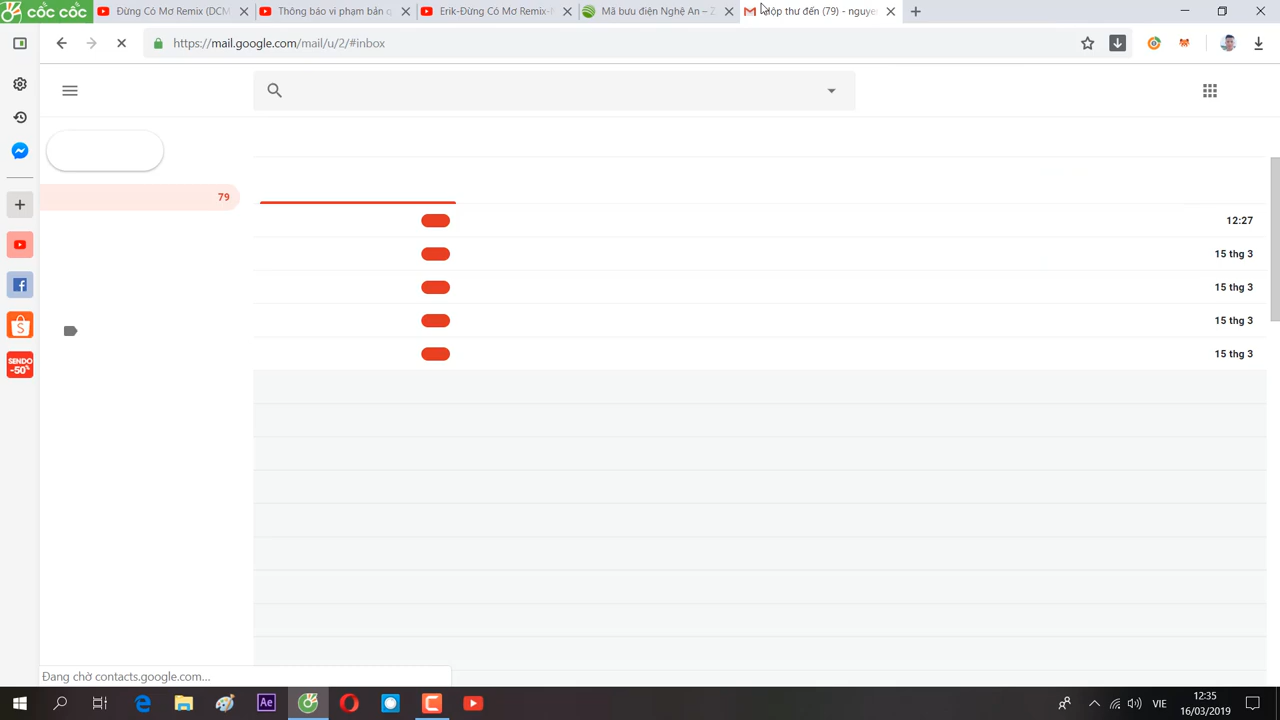 cốc cốc
Đừng Có Mơ Remix (DCM
Thông báo vi phạm bản q
Erik-Đừng Có Mơ Remix-N
Mã bưu điện Nghệ An – Z
Hộp thư đến (79) - nguye
https://mail.google.com/mail/u/2/#inbox
79
12:27
15 thg 3
15 thg 3
15 thg 3
15 thg 3
S
SENDO
-50%
Đang chờ contacts.google.com...
Ae
VIE
12:35
16/03/2019